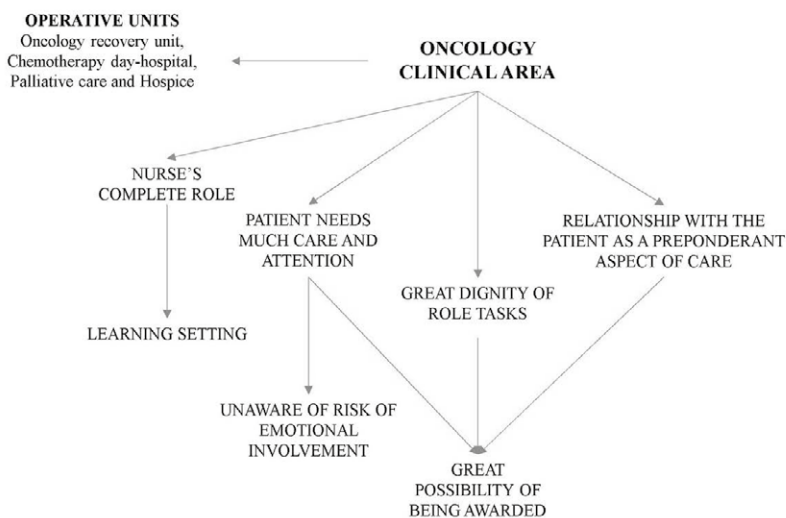 OPERATIVE UNITS
Oncology recovery unit,
Chemotherapy day-hospital,
Palliative care and Hospice
ONCOLOGY
CLINICAL AREA
NURSE'S
COMPLETE ROLE
PATIENT NEEDS
MUCH CARE AND
ATTENTION
RELATIONSHIP WITH THE
PATIENT AS A PREPONDERANT
ASPECT OF CARE
GREAT DIGNITY OF
ROLE TASKS
LEARNING SETTING
UNAWARE OF RISK OF
EMOTIONAL
INVOLVEMENT
GREAT
POSSIBILITY OF
BEING AWARDED